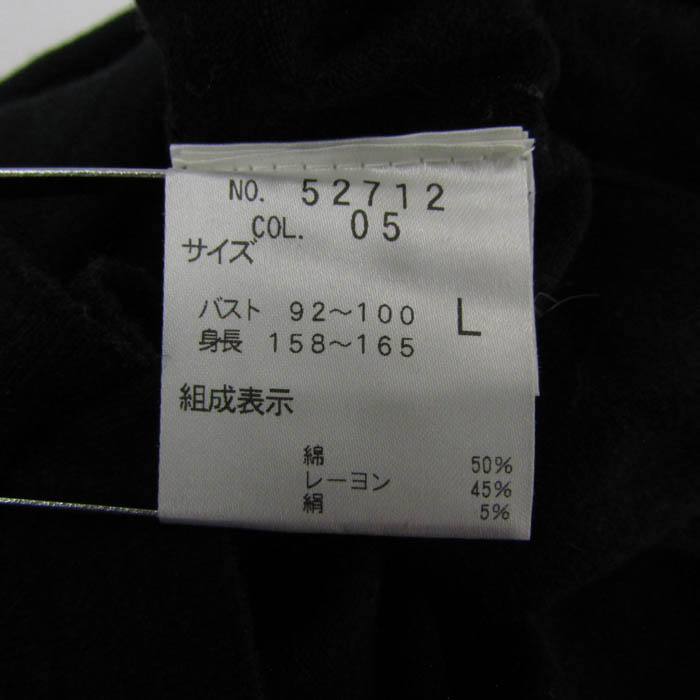 NO. 52712
COL. 05
サイズ
バスト 92～100 L
身長 158～165
組成表示
綿 50%
レーヨン 45%
絹 5%